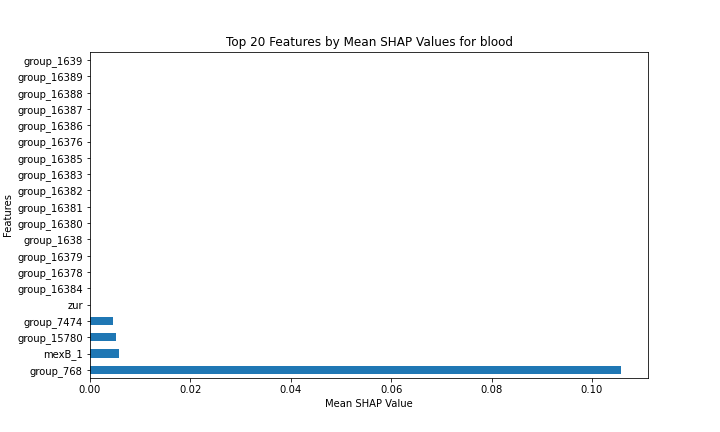 Top 20 Features by Mean SHAP Values for blood
Features
group_1639
group_16389
group_16388
group_16387
group_16386
group_16376
group_16385
group_16383
group_16382
group_16381
group_16380
group_1638
group_16379
group_16378
group_16384
zur
group_7474
group_15780
mexB_1
group_768
0.00 0.02 0.04 0.06 0.08 0.10
Mean SHAP Value